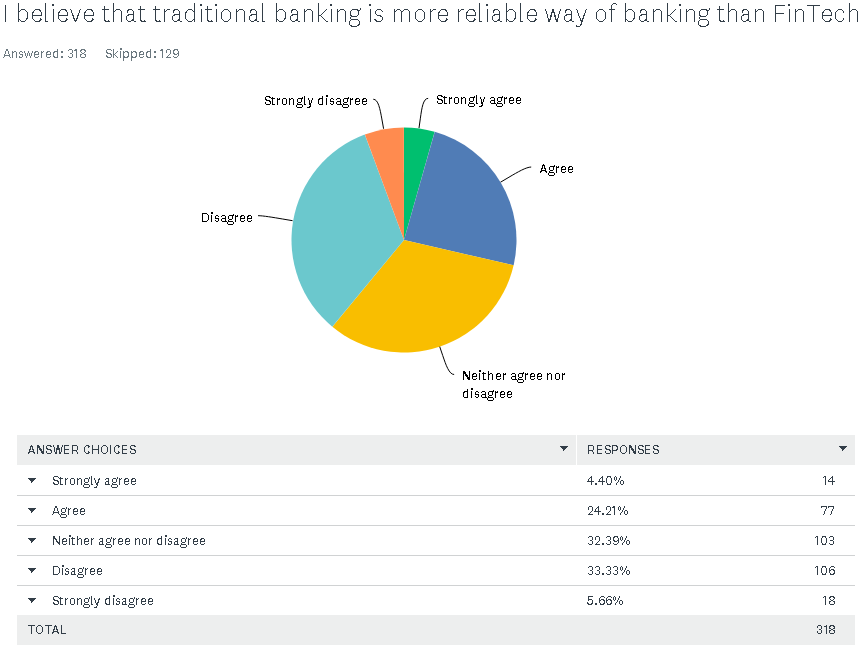 I believe that traditional banking is more reliable way of banking than FinTech
Answered: 318 Skipped: 129
Strongly disagree Strongly agree
Agree
Disagree
Neither agree nor
disagree
ANSWER CHOICES RESPONSES
Strongly agree 4.40% 14
Agree 24.21% 77
Neither agree nor disagree 32.39% 103
Disagree 33.33% 106
Strongly disagree 5.66% 18
TOTAL 318